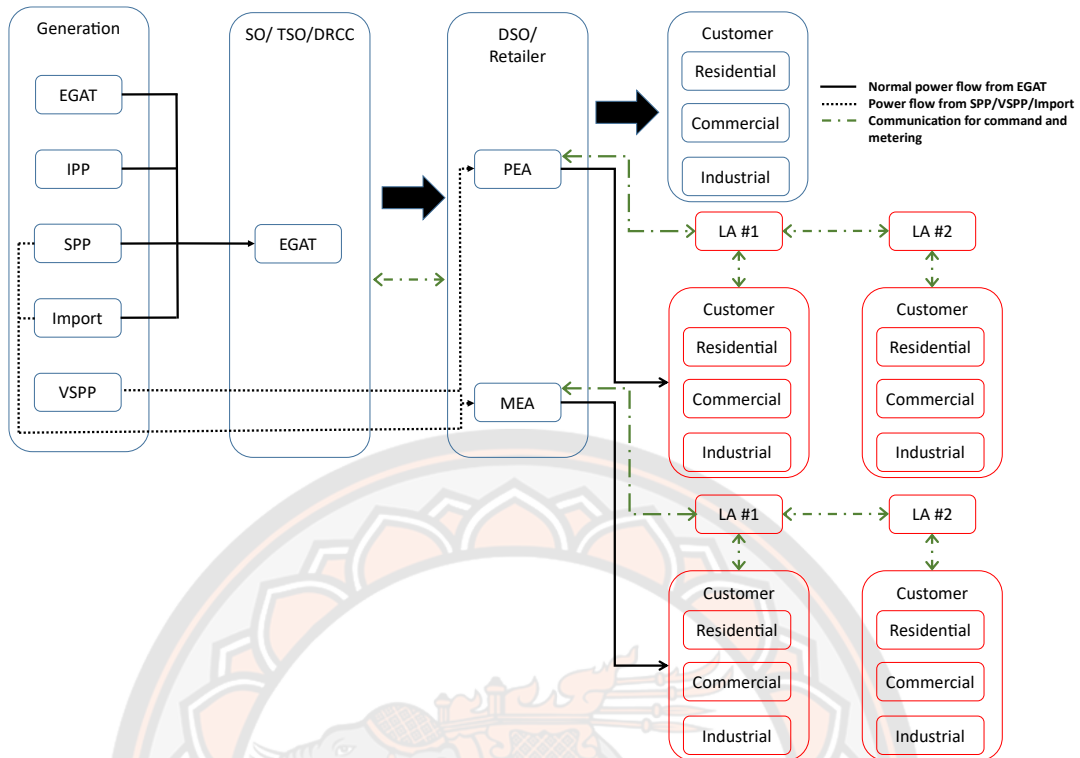 Generation
EGAT
IPP
SPP
Import
VSPP
SO/ TSO/DRCC
EGAT
DSO/
Retailer
PEA
MEA
Customer
Residential
Commercial
Industrial
Normal power flow from EGAT
Power flow from SPP/VSPP/Import
Communication for command and
metering
LA #1
LA #2
Customer
Residential
Commercial
Industrial
Customer
Residential
Commercial
Industrial
LA #1
LA #2
Customer
Residential
Commercial
Industrial
Customer
Residential
Commercial
Industrial